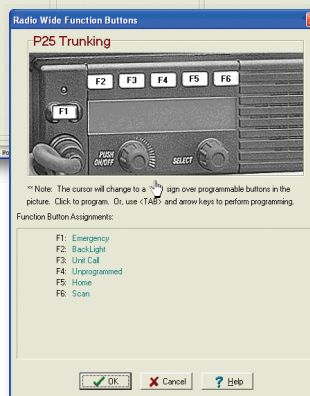 Radio Wide Function Buttons
P25 Trunking
F2 F3 F4 F5 F6
F1
PUSH
ON/OFF
SELECT
** Note: The cursor will change to a sign over programmable buttons in the
picture. Click to program. Or, use <TAB> and arrow keys to perform programming.
Function Button Assignments:
F1: Emergency
F2: BackLight
F3: Unit Call
F4: Unprogrammed
F5: Home
F6: Scan
OK Cancel Help